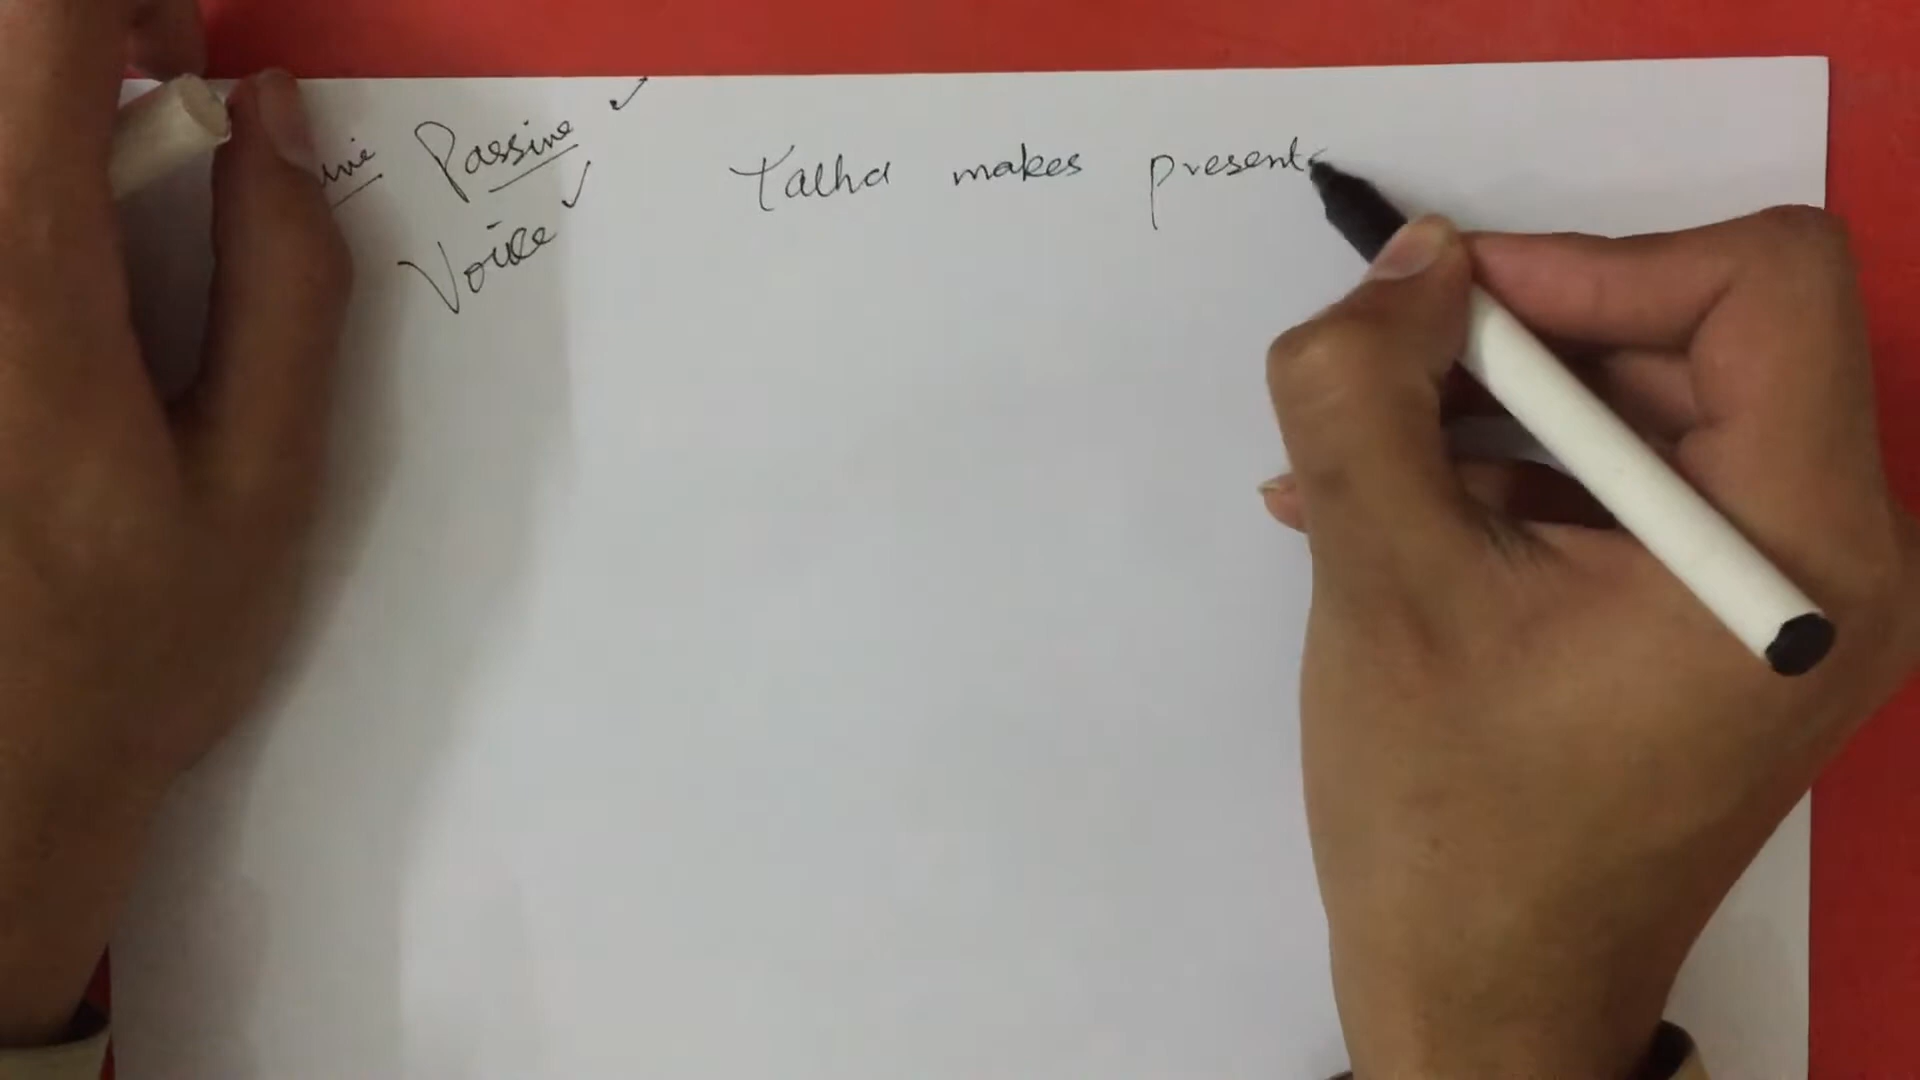 Passive
Voice
Talha makes present